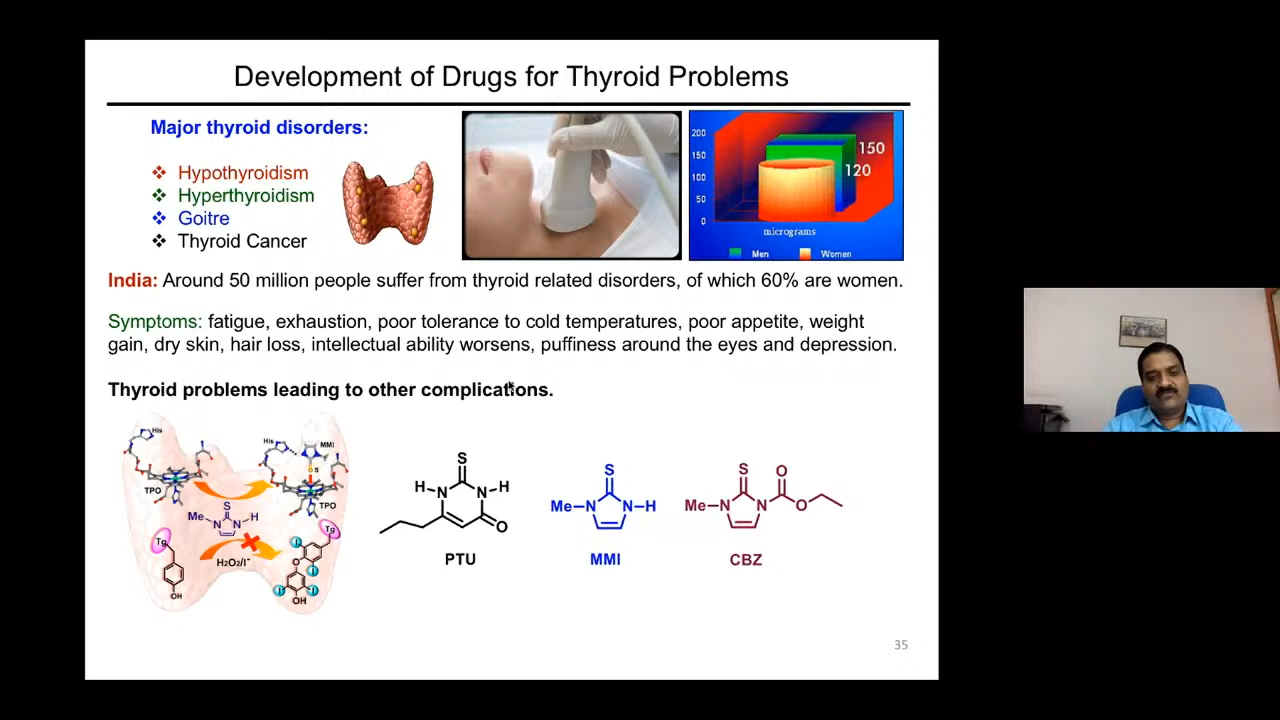 Development of Drugs for Thyroid Problems
Major thyroid disorders:
❖ Hypothyroidism
❖ Hyperthyroidism
❖ Goitre
❖ Thyroid Cancer
200
150
100
50
0
150
120
micrograms
Men
Women
India: Around 50 million people suffer from thyroid related disorders, of which 60% are women.
Symptoms: fatigue, exhaustion, poor tolerance to cold temperatures, poor appetite, weight
gain, dry skin, hair loss, intellectual ability worsens, puffiness around the eyes and depression.
Thyroid problems leading to other complications.
His
TPO
His
MMI
S
TPO
S
Me N N H
Tg
H2O2/I-
OH
Tg
I
O
I
I I
OH
S
H N N H
O
PTU
S
Me N N H
MMI
S O
Me N N O
CBZ
35